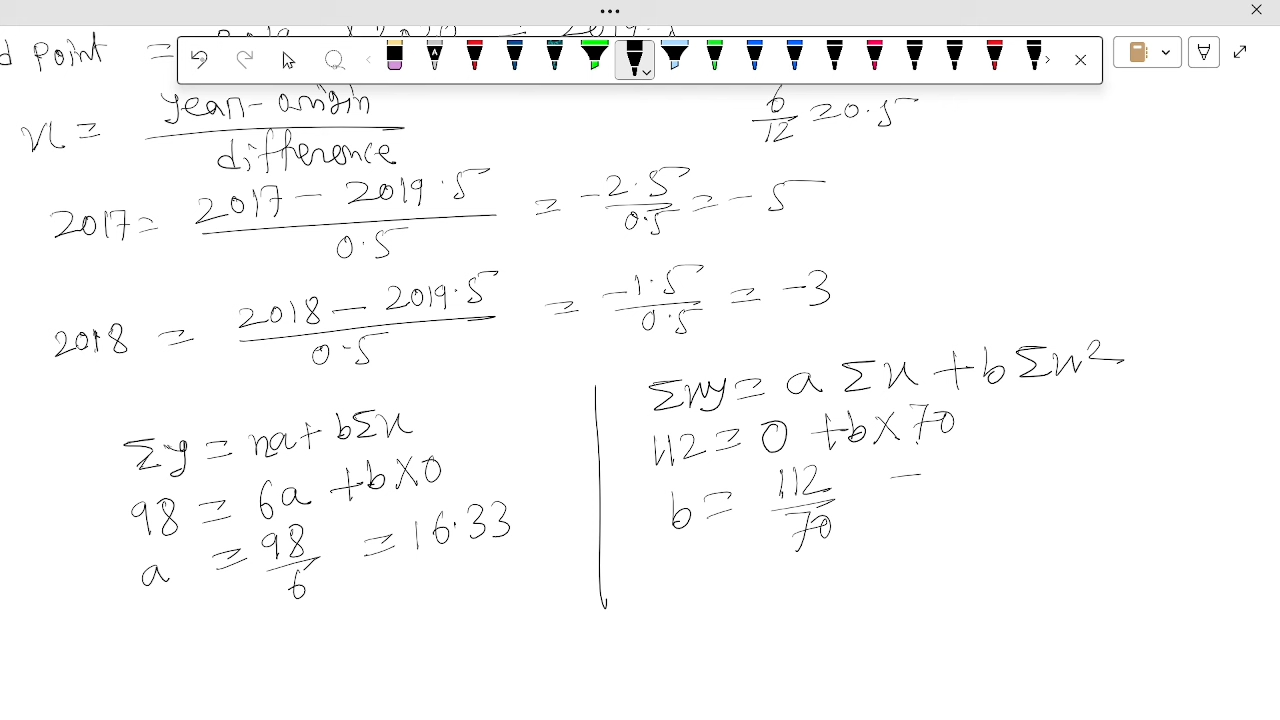 d point =
x = year - origin / difference
6/12 = 0.5
2017 = 2017 - 2019.5 / 0.5 = -2.5 / 0.5 = -5
2018 = 2018 - 2019.5 / 0.5 = -1.5 / 0.5 = -3
Σy = na + bΣx
98 = 6a + b×0
a = 98/6 = 16.33
Σxy = a Σx + b Σx²
112 = 0 + b × 70
b = 112/70 =